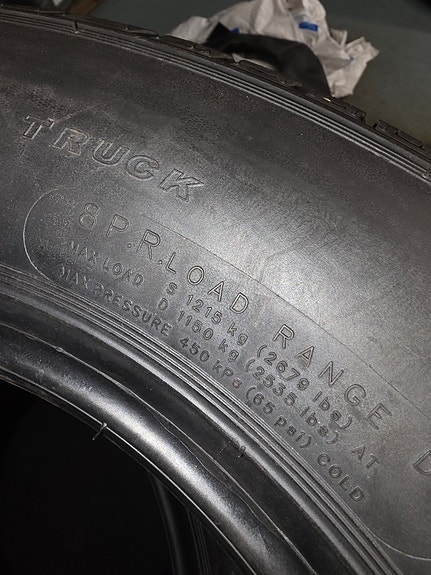 TRUCK
8 P.R. LOAD RANGE D
MAX LOAD S 1215 kg (2679 lbs)
D 1150 kg (2535 lbs) AT
MAX PRESSURE 450 kPa (65 psi) COLD